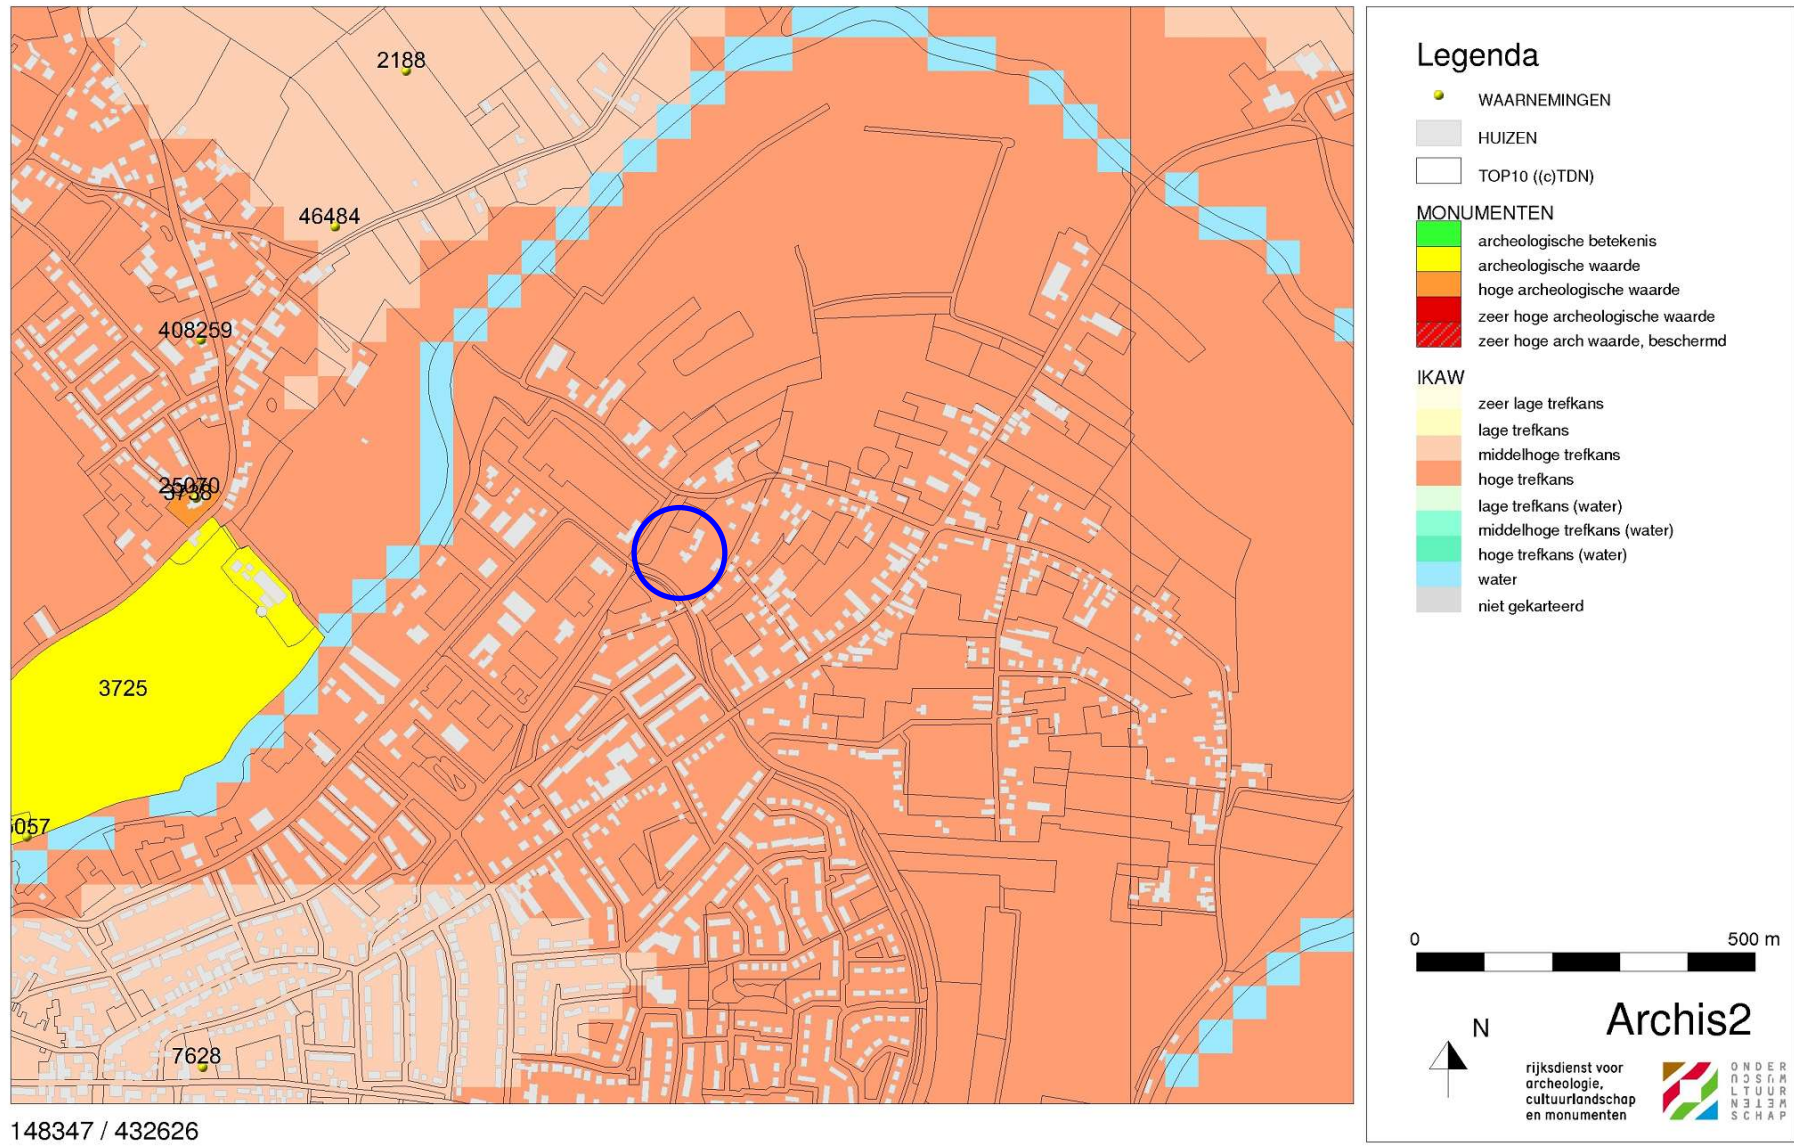 2188
46484
408259
25070
3738
3725
7628
148347 / 432626
Legenda
WAARNEMINGEN
HUIZEN
TOP10 ((c)TDN)
MONUMENTEN
archeologische betekenis
archeologische waarde
hoge archeologische waarde
zeer hoge archeologische waarde
zeer hoge arch waarde, beschermd
IKAW
zeer lage trefkans
lage trefkans
middelhoge trefkans
hoge trefkans
lage trefkans (water)
middelhoge trefkans (water)
hoge trefkans (water)
water
niet gekarteerd
0 500 m
N
Archis2
rijksdienst voor
archeologie,
cultuurlandschap
en monumenten